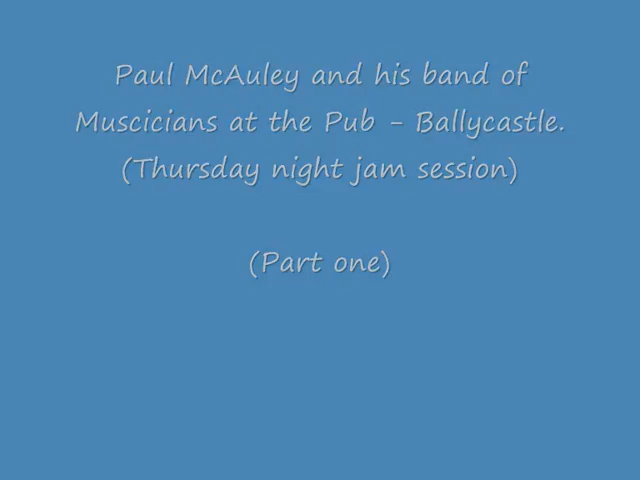 Paul McAuley and his band of
Muscicians at the Pub - Ballycastle.
(Thursday night jam session)
(Part one)